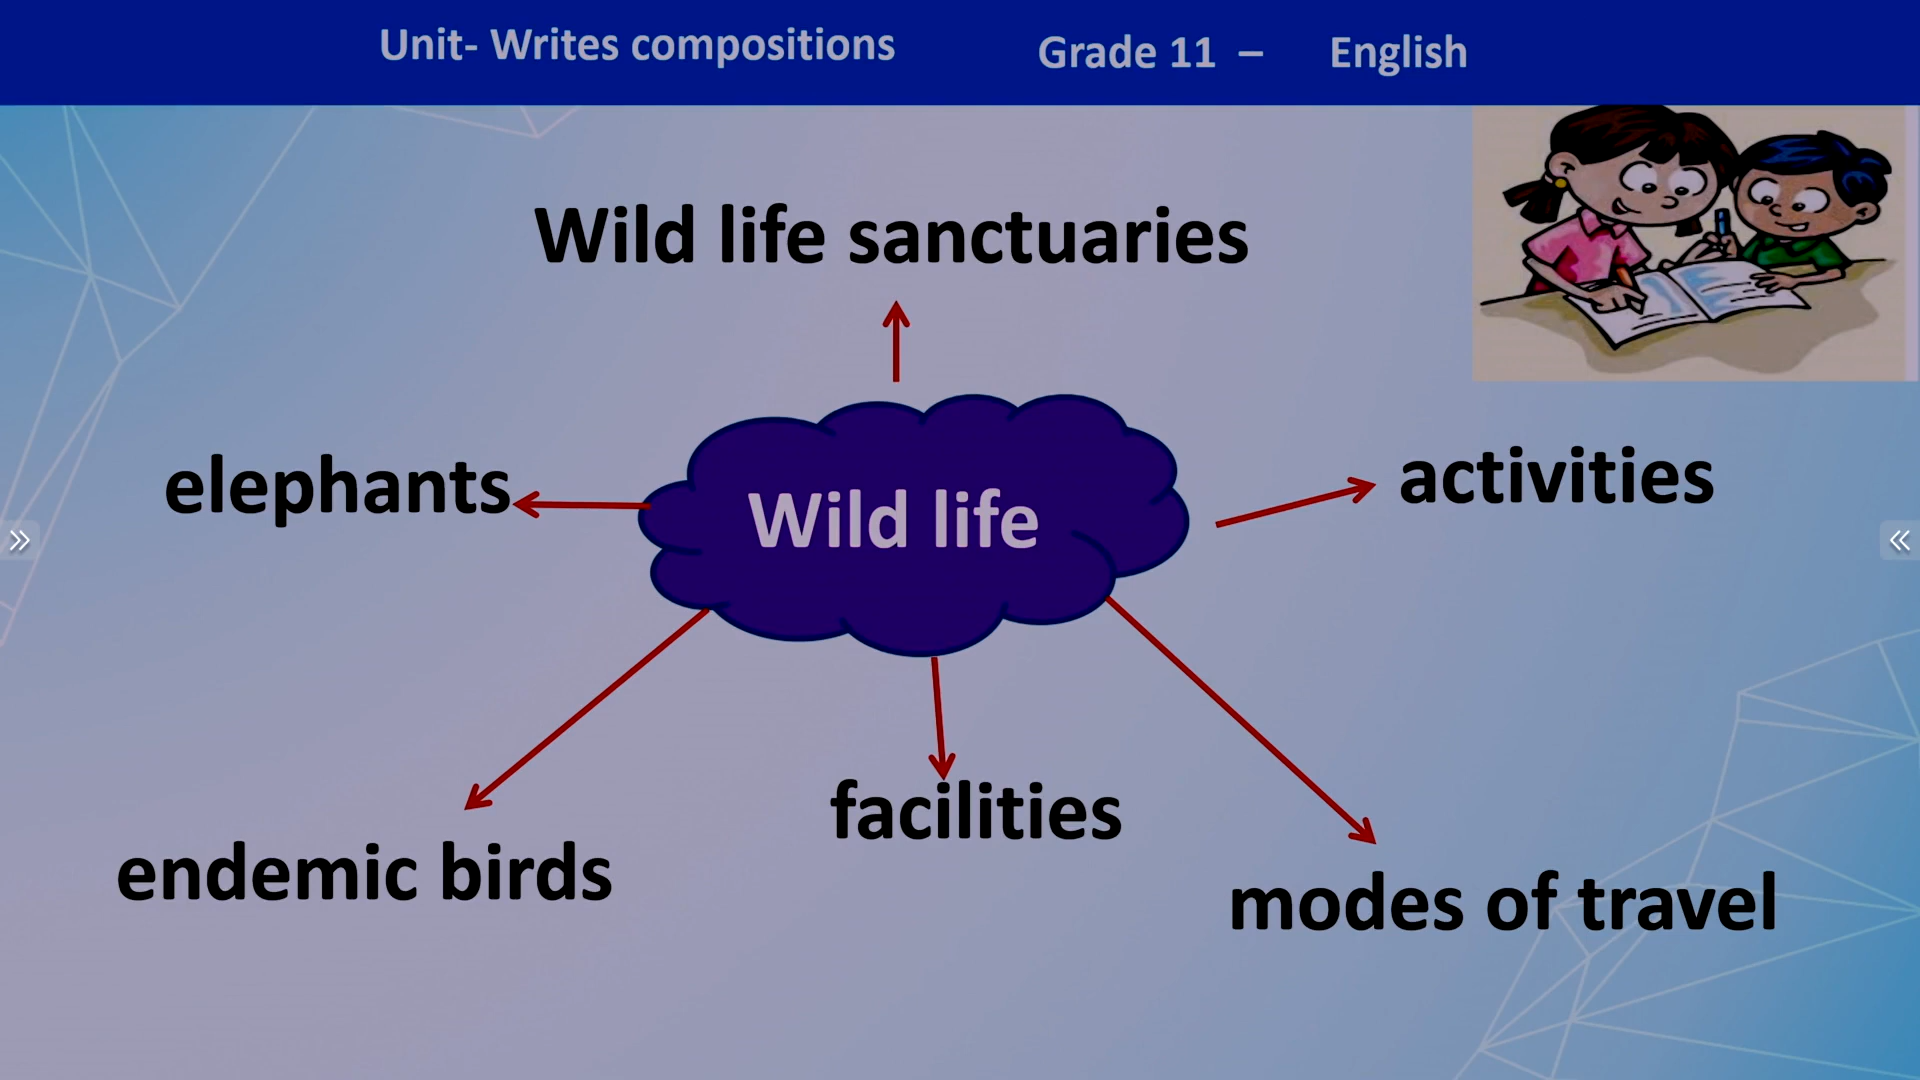 Unit- Writes compositions
Grade 11 – English
Wild life sanctuaries
elephants
activities
Wild life
endemic birds
facilities
modes of travel